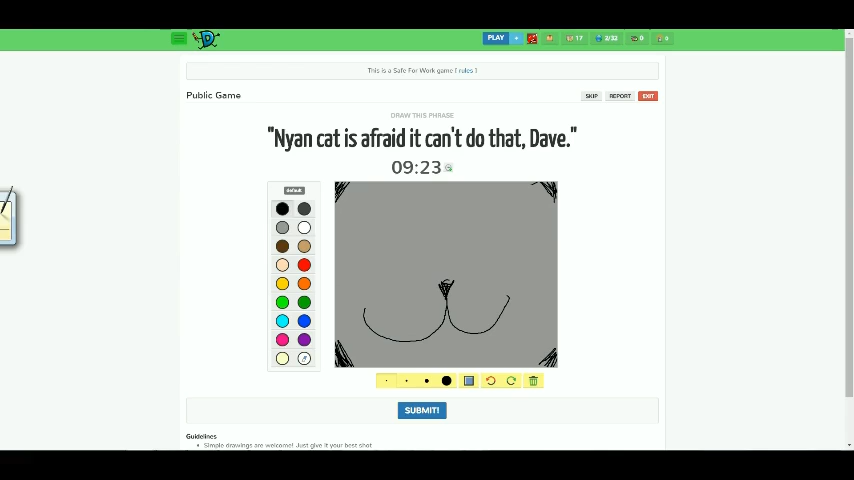 D
PLAY +
17
2/32
0
This is a Safe For Work game [ rules ]
Public Game
SKIP REPORT EXIT
DRAW THIS PHRASE
"Nyan cat is afraid it can't do that, Dave."
09:23
default
SUBMIT!
Guidelines
Simple drawings are welcome! Just give it your best shot